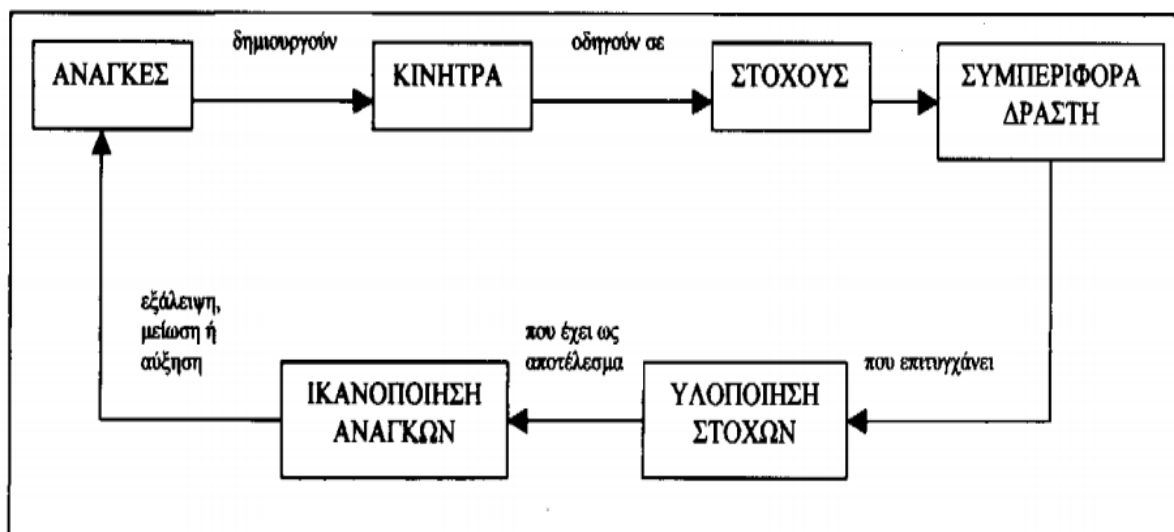 δημιουργούν
οδηγούν σε
ΑΝΑΓΚΕΣ
ΚΙΝΗΤΡΑ
ΣΤΟΧΟΥΣ
ΣΥΜΠΕΡΙΦΟΡΑ
ΔΡΑΣΤΗ
εξάλειψη,
μείωση ή
αύξηση
που έχει ως
αποτέλεσμα
που επιτυγχάνει
ΙΚΑΝΟΠΟΙΗΣΗ
ΑΝΑΓΚΩΝ
ΥΛΟΠΟΙΗΣΗ
ΣΤΟΧΩΝ